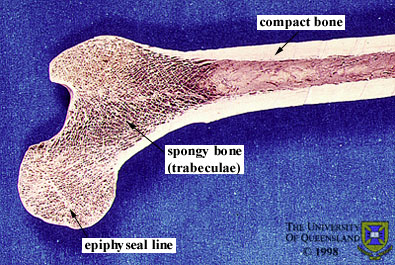 compact bone
spongy bone
(trabeculae)
epiphyseal line
THE UNIVERSITY
OF QUEENSLAND
© 1998